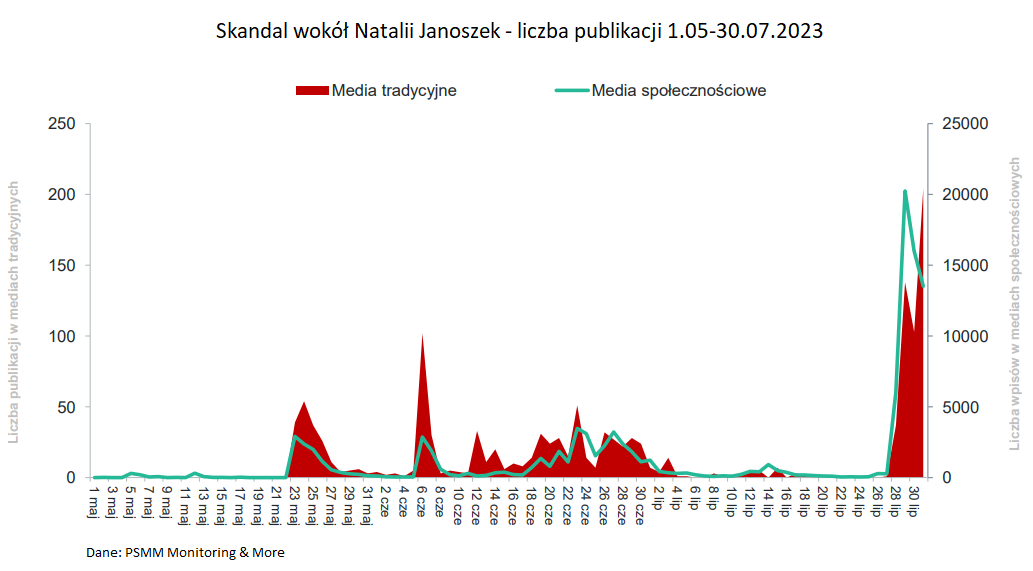 Skandal wokół Natalii Janoszek - liczba publikacji 1.05-30.07.2023
Media tradycyjne
Media społecznościowe
Liczba publikacji w mediach tradycyjnych
250
200
150
100
50
0
25000
20000
15000
10000
5000
0
Liczba wpisów w mediach społecznościowych
1 maj
3 maj
5 maj
7 maj
9 maj
11 maj
13 maj
15 maj
17 maj
19 maj
21 maj
23 maj
25 maj
27 maj
29 maj
31 maj
2 cze
4 cze
6 cze
8 cze
10 cze
12 cze
14 cze
16 cze
18 cze
20 cze
22 cze
24 cze
26 cze
28 cze
30 cze
2 lip
4 lip
6 lip
8 lip
10 lip
12 lip
14 lip
16 lip
18 lip
20 lip
22 lip
24 lip
26 lip
28 lip
30 lip
Dane: PSMM Monitoring & More